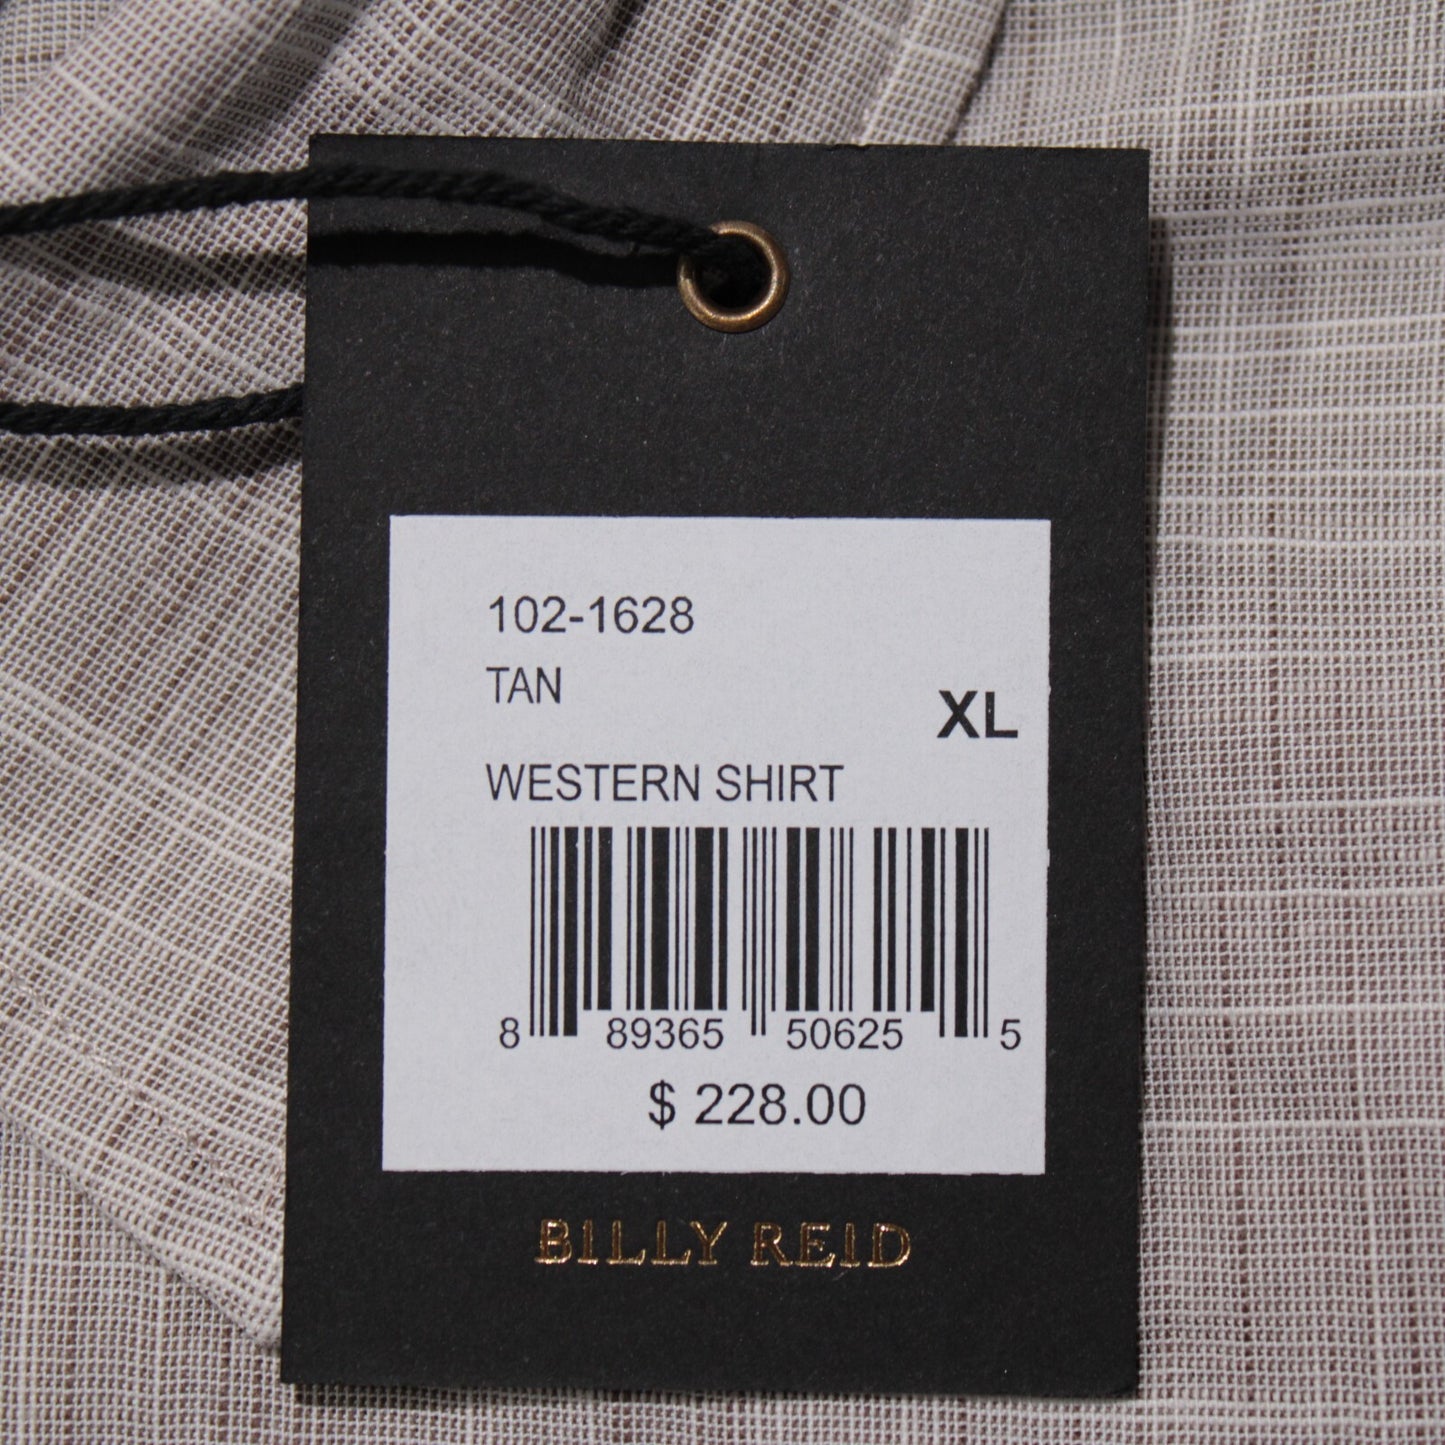 102-1628
TAN
XL
WESTERN SHIRT
8 89365 50625 5
$ 228.00
BILLY REID